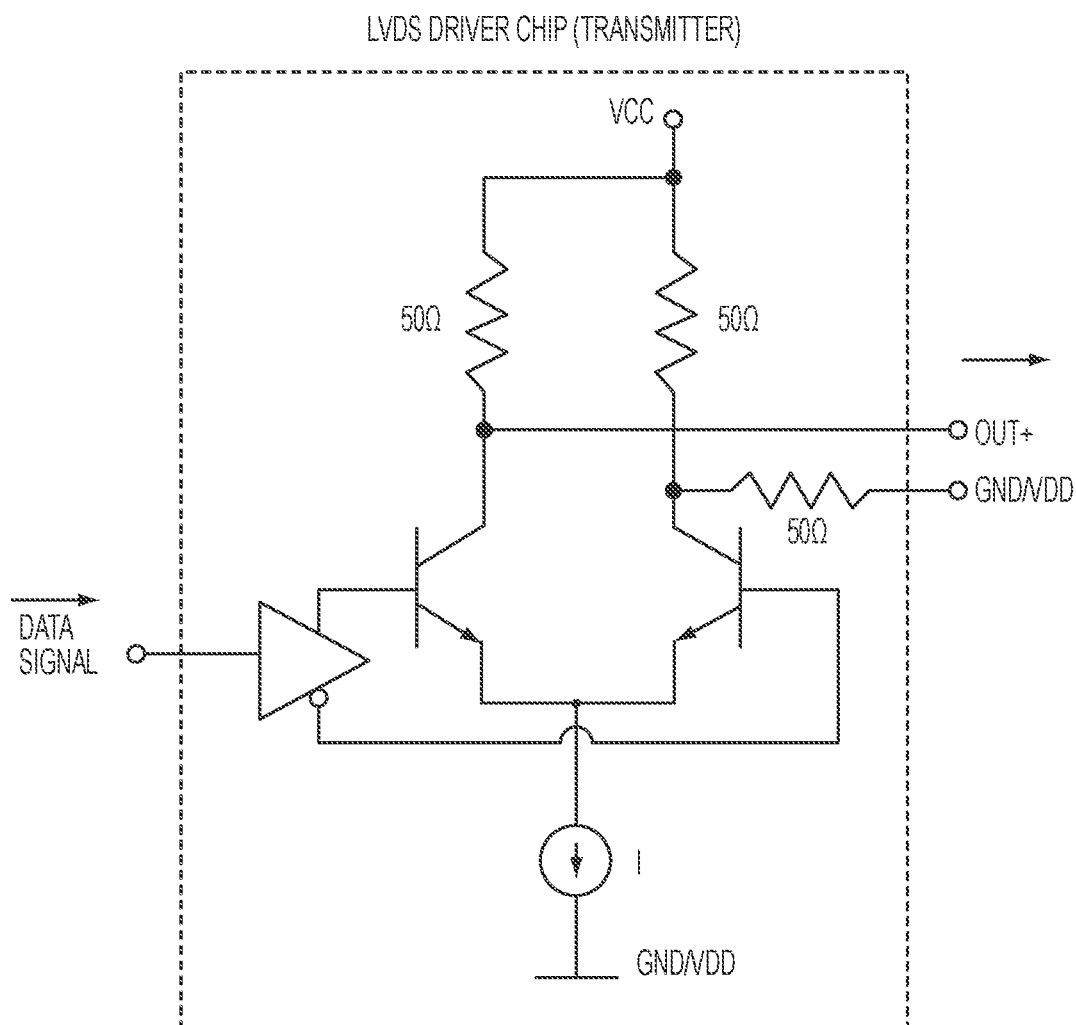 LVDS DRIVER CHIP (TRANSMITTER)
VCC
50Ω
50Ω
OUT+
GND/VDD
50Ω
DATA
SIGNAL
I
GND/VDD